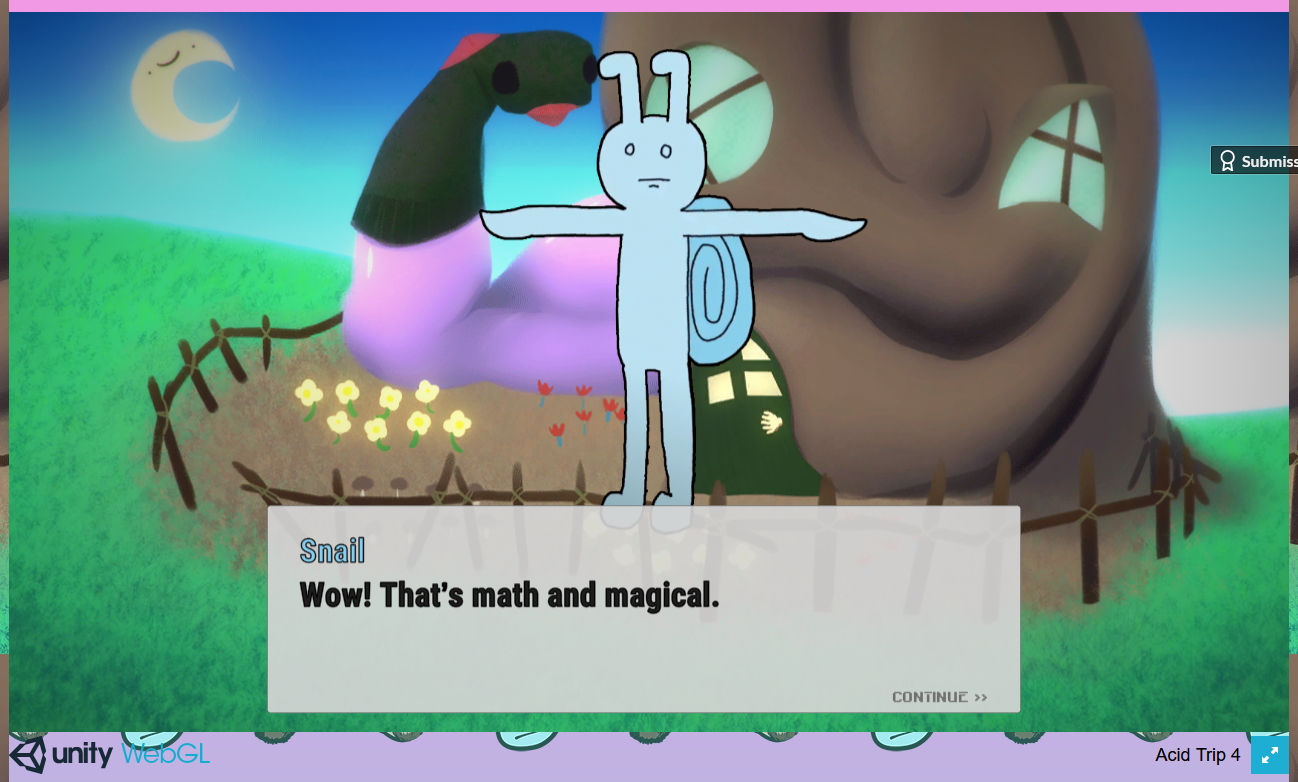 Submiss
Snail
Wow! That's math and magical.
CONTINUE >>
unity WebGL
Acid Trip 4